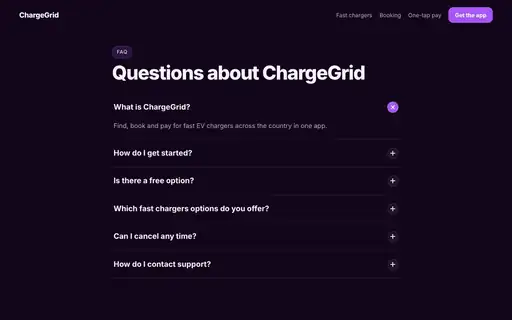 ChargeGrid
Fast chargers Booking One-tap pay Get the app
FAQ
Questions about ChargeGrid
What is ChargeGrid?
Find, book and pay for fast EV chargers across the country in one app.
How do I get started?
Is there a free option?
Which fast chargers options do you offer?
Can I cancel any time?
How do I contact support?